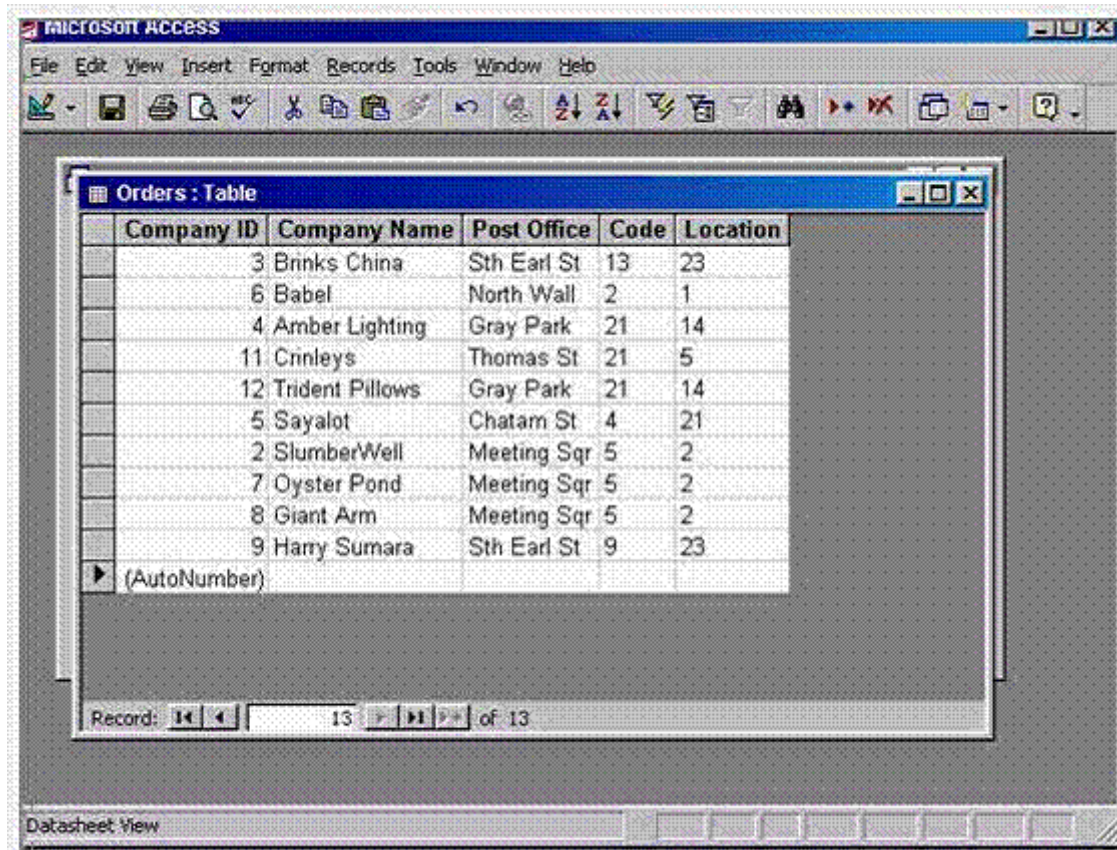 Microsoft Access
File Edit View Insert Format Records Tools Window Help
Orders : Table
Company ID Company Name Post Office Code Location
3 Brinks China Sth Earl St 13 23
6 Babel North Wall 2 1
4 Amber Lighting Gray Park 21 14
11 Crinleys Thomas St 21 5
12 Trident Pillows Gray Park 21 14
5 Sayalot Chatam St 4 21
2 SlumberWell Meeting Sqr 5 2
7 Oyster Pond Meeting Sqr 5 2
8 Giant Arm Meeting Sqr 5 2
9 Harry Sumara Sth Earl St 9 23
(AutoNumber)
Record: 13 of 13
Datasheet View